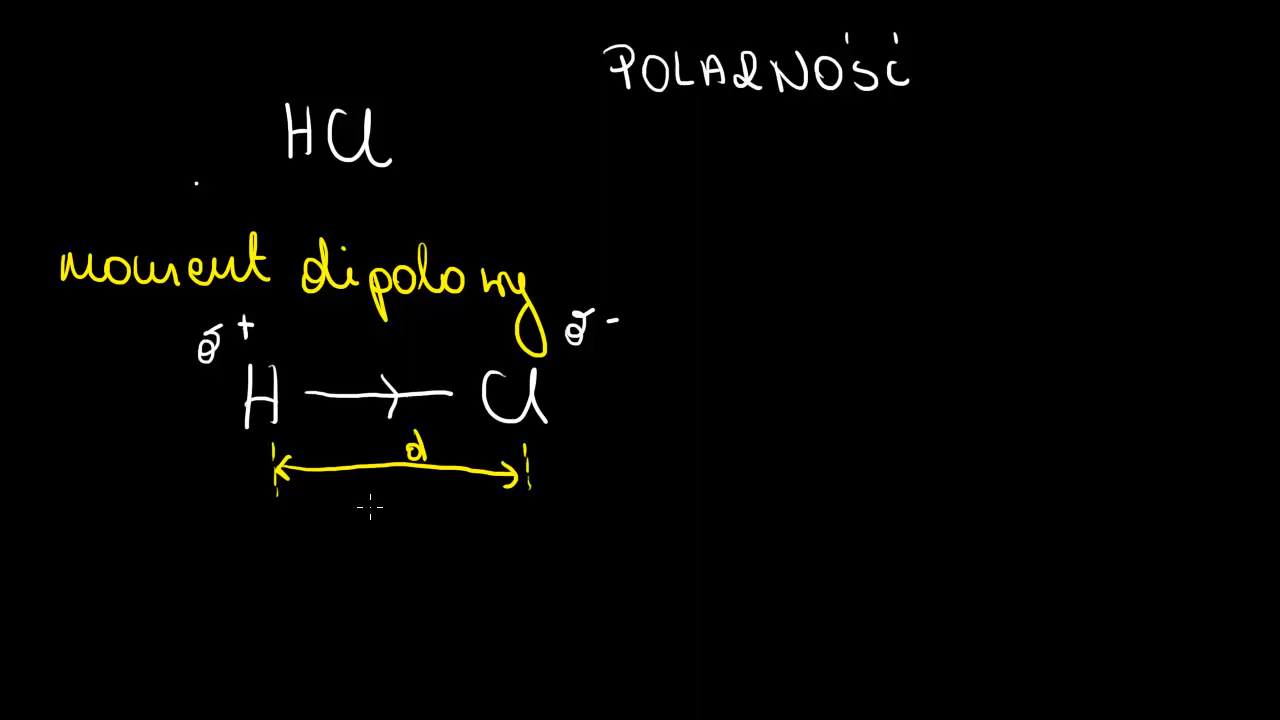 POLARNOŚĆ
HCl
moment dipolowy
δ+ δ-
H Cl
d